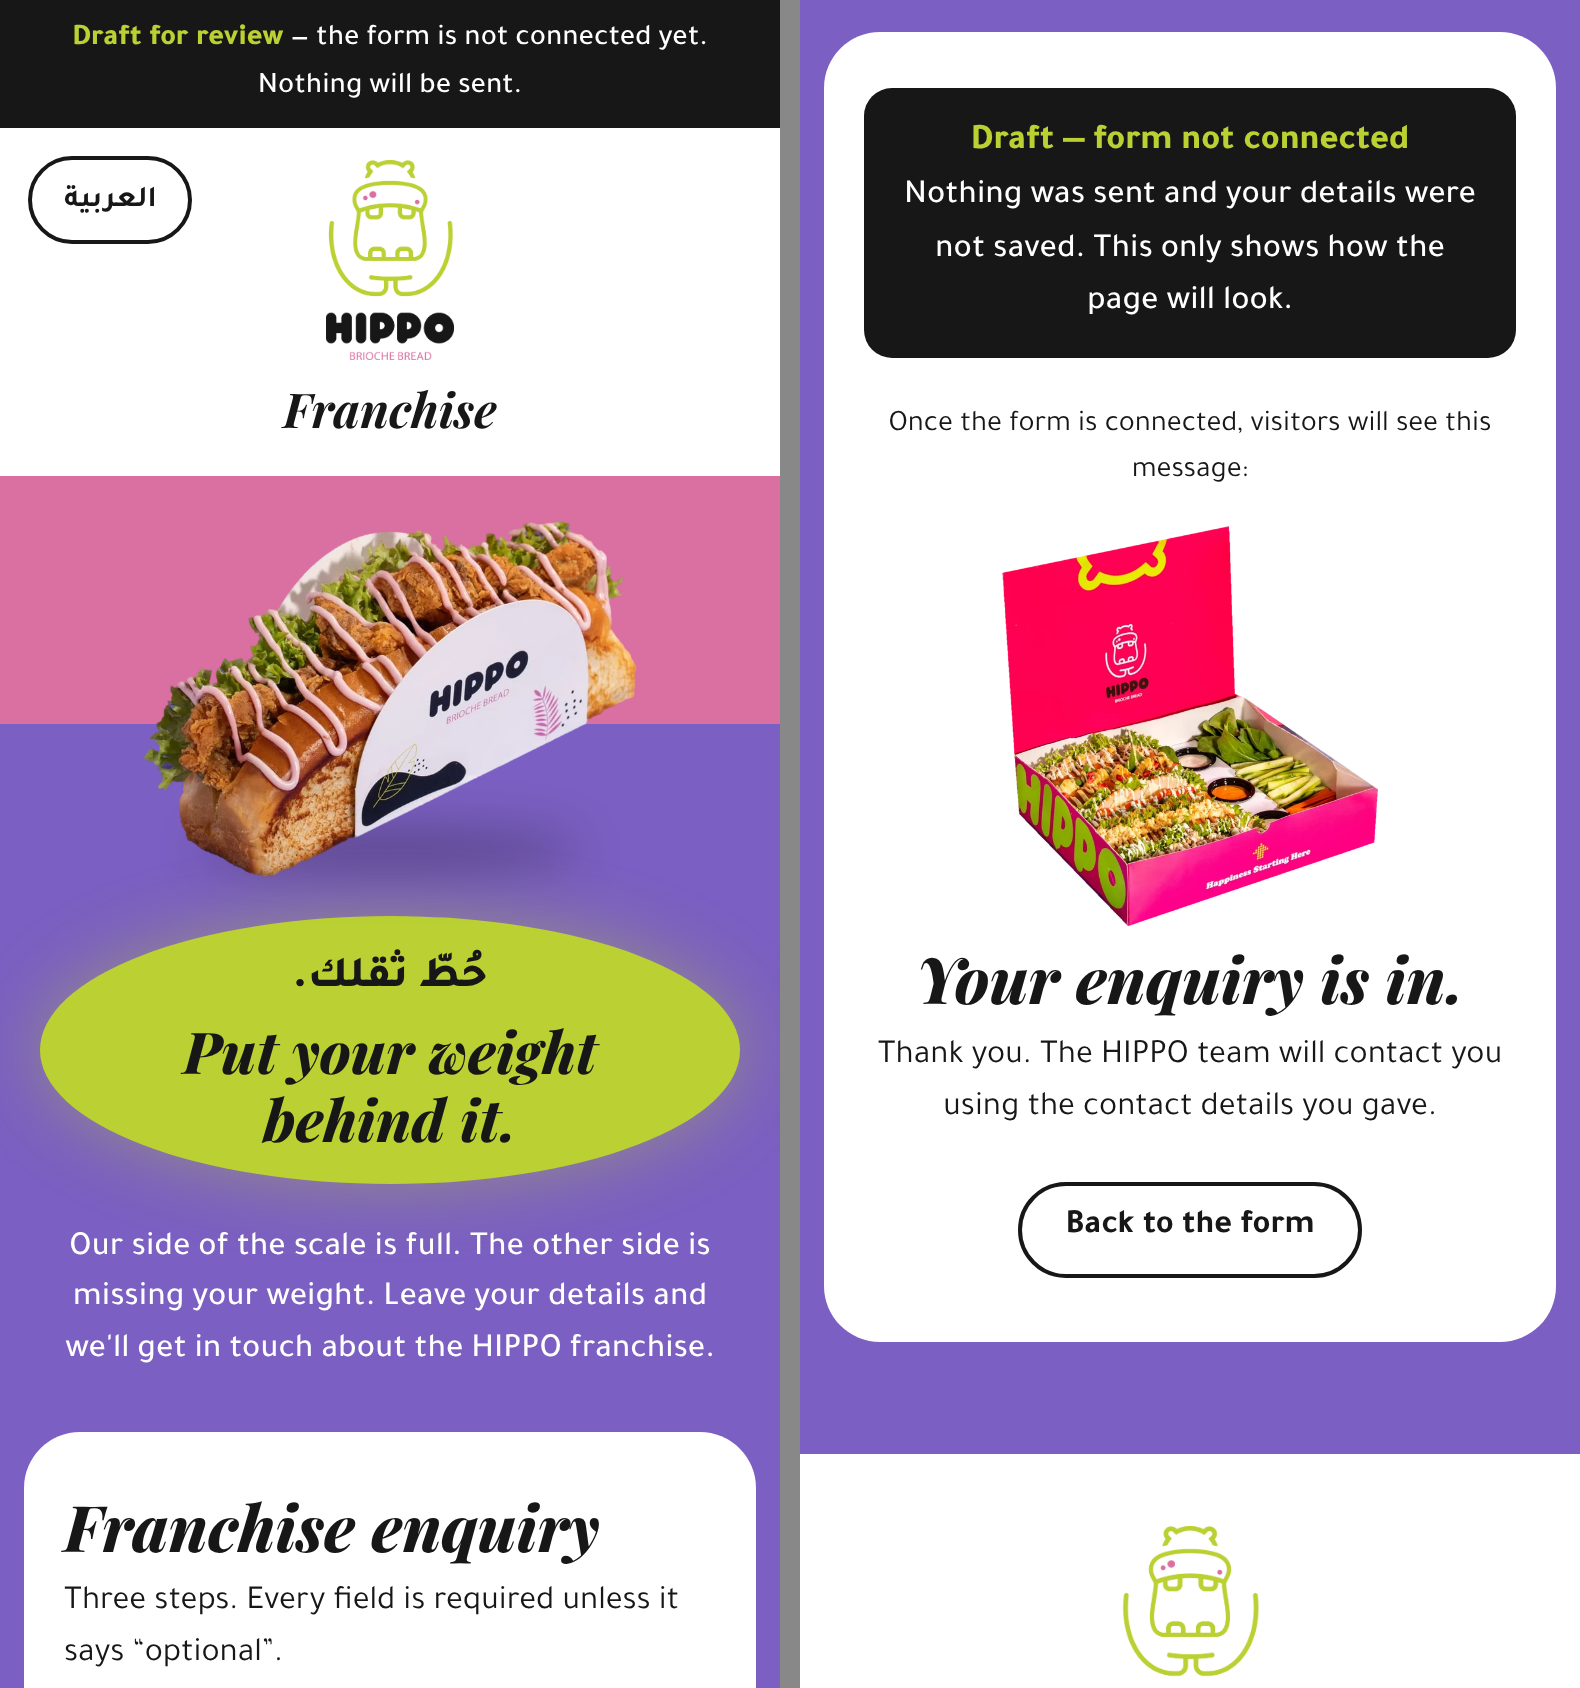 Draft for review – the form is not connected yet.
Nothing will be sent.
العربية
HIPPO
BRIOCHE BREAD
Franchise
HIPPO
BRIOCHE BREAD
حُطّ ثقلك.
Put your weight
behind it.
Our side of the scale is full. The other side is
missing your weight. Leave your details and
we'll get in touch about the HIPPO franchise.
Franchise enquiry
Three steps. Every field is required unless it
says “optional”.
Draft – form not connected
Nothing was sent and your details were
not saved. This only shows how the
page will look.
Once the form is connected, visitors will see this
message:
HIPPO
BRIOCHE BREAD
HIPPO
Happiness Starting Here
Your enquiry is in.
Thank you. The HIPPO team will contact you
using the contact details you gave.
Back to the form